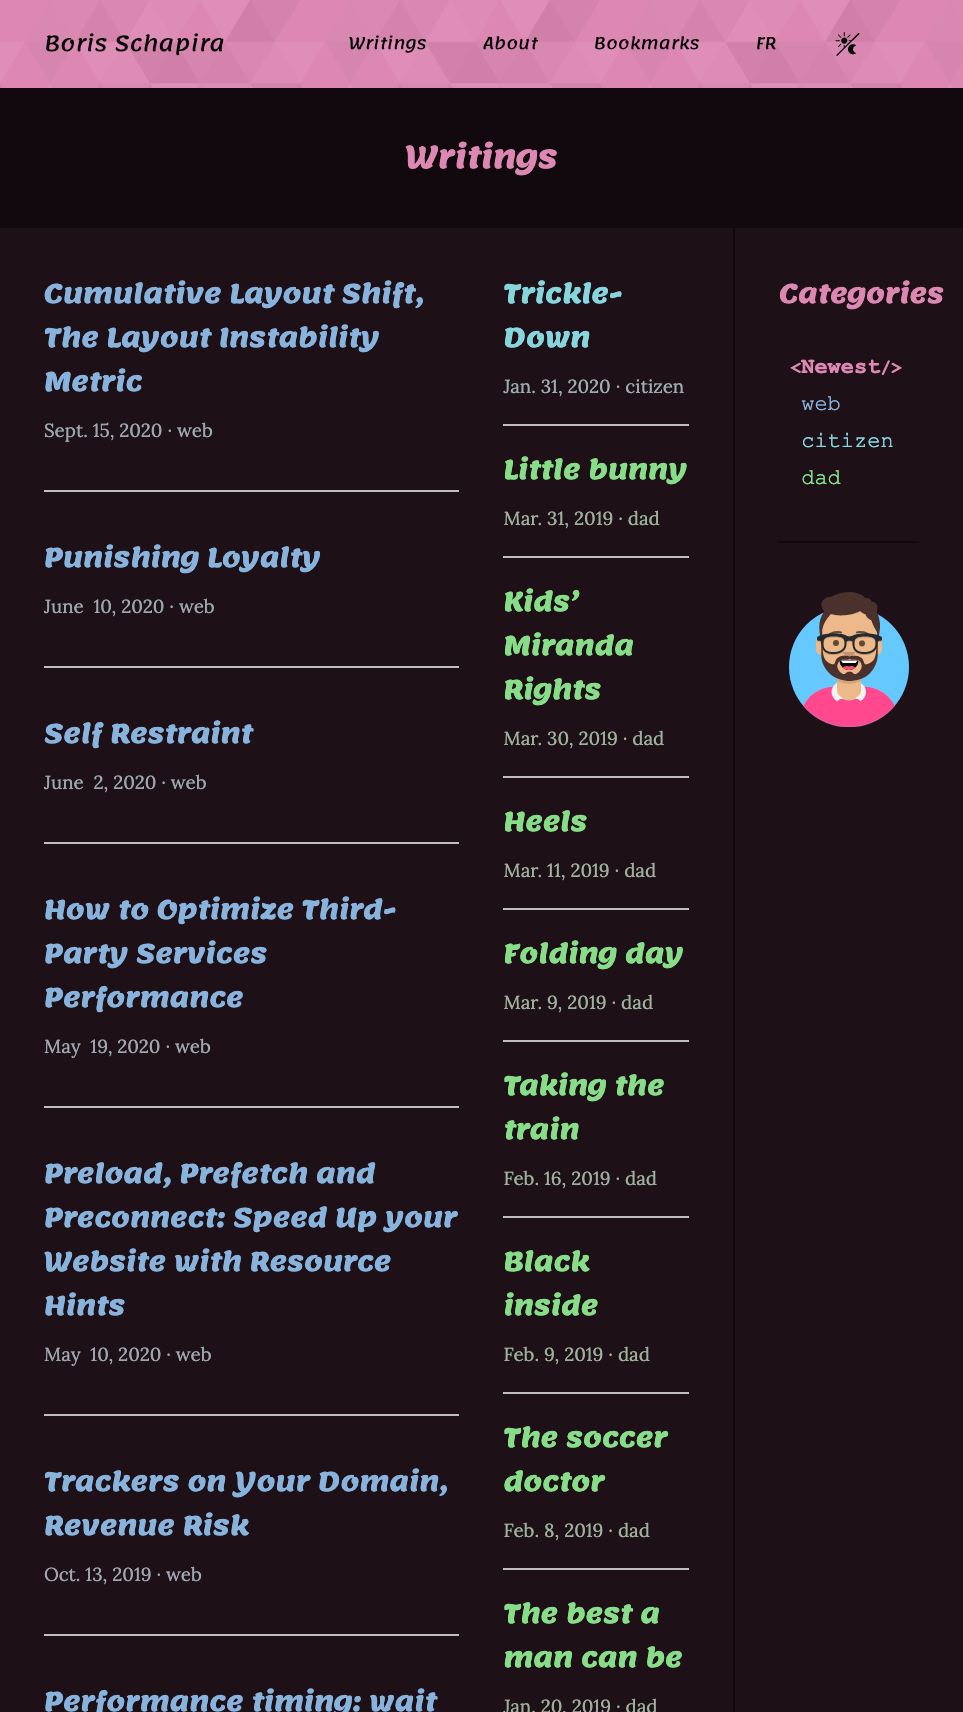 Boris Schapira
Writings
About
Bookmarks
FR
Writings
Cumulative Layout Shift,
The Layout Instability
Metric
Sept. 15, 2020 · web
Punishing Loyalty
June 10, 2020 · web
Self Restraint
June 2, 2020 · web
How to Optimize Third-
Party Services
Performance
May 19, 2020 · web
Preload, Prefetch and
Preconnect: Speed Up your
Website with Resource
Hints
May 10, 2020 · web
Trackers on Your Domain,
Revenue Risk
Oct. 13, 2019 · web
Performance timing: wait
Trickle-
Down
Jan. 31, 2020 · citizen
Little bunny
Mar. 31, 2019 · dad
Kids’
Miranda
Rights
Mar. 30, 2019 · dad
Heels
Mar. 11, 2019 · dad
Folding day
Mar. 9, 2019 · dad
Taking the
train
Feb. 16, 2019 · dad
Black
inside
Feb. 9, 2019 · dad
The soccer
doctor
Feb. 8, 2019 · dad
The best a
man can be
Jan. 20, 2019 · dad
Categories
<Newest/>
web
citizen
dad